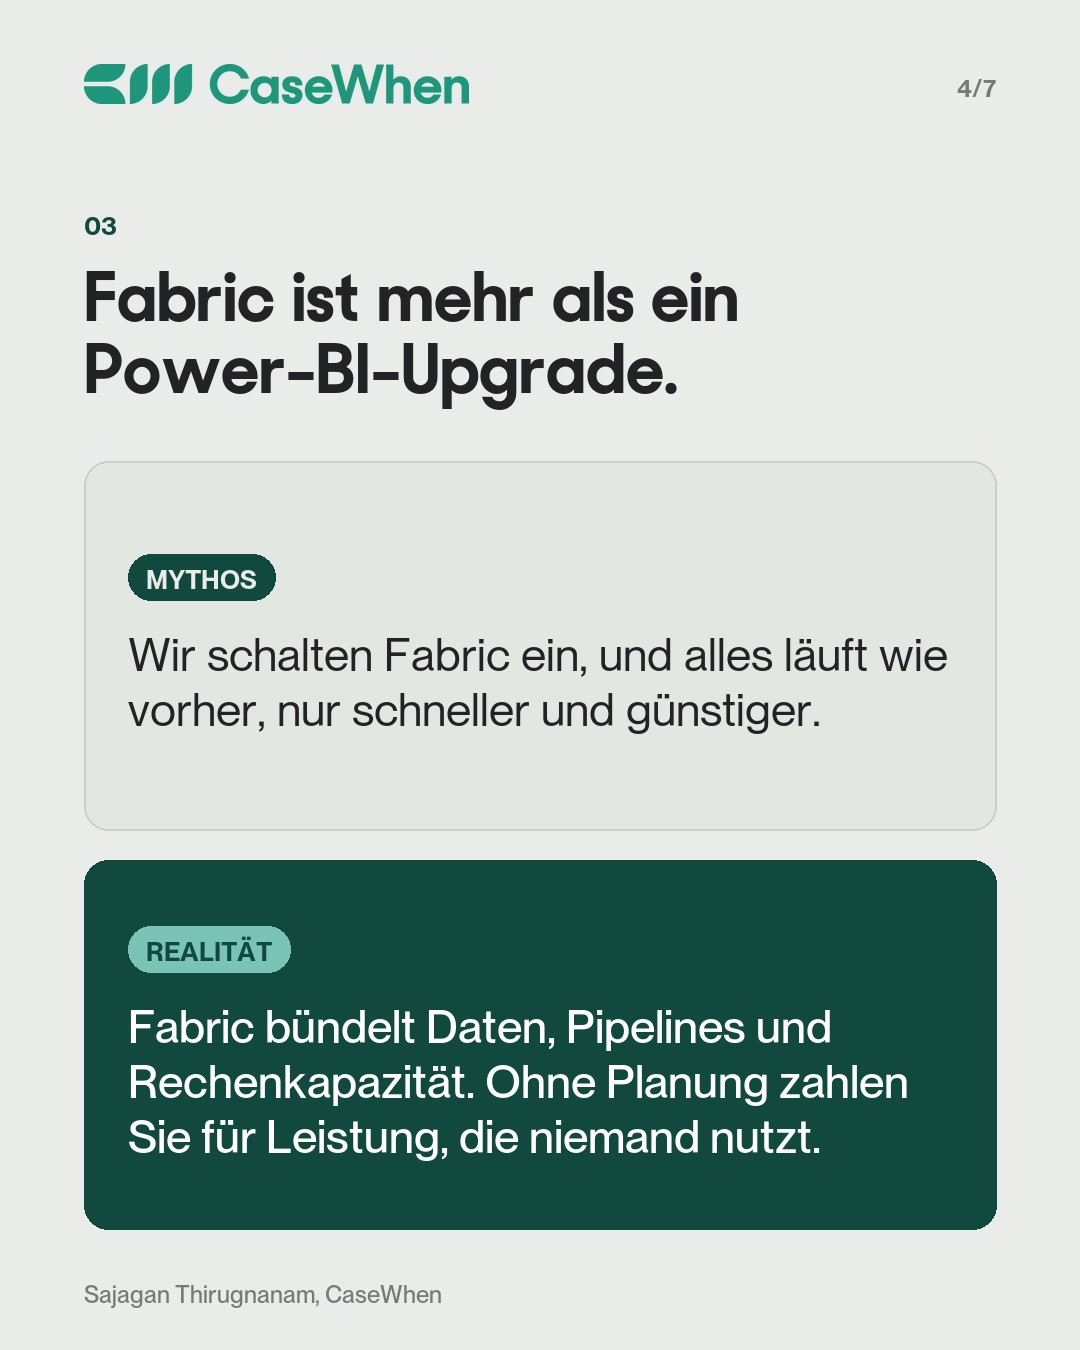 CaseWhen
4/7
03
Fabric ist mehr als ein
Power-BI-Upgrade.
MYTHOS
Wir schalten Fabric ein, und alles läuft wie
vorher, nur schneller und günstiger.
REALITÄT
Fabric bündelt Daten, Pipelines und
Rechenkapazität. Ohne Planung zahlen
Sie für Leistung, die niemand nutzt.
Sajagan Thirugnanam, CaseWhen